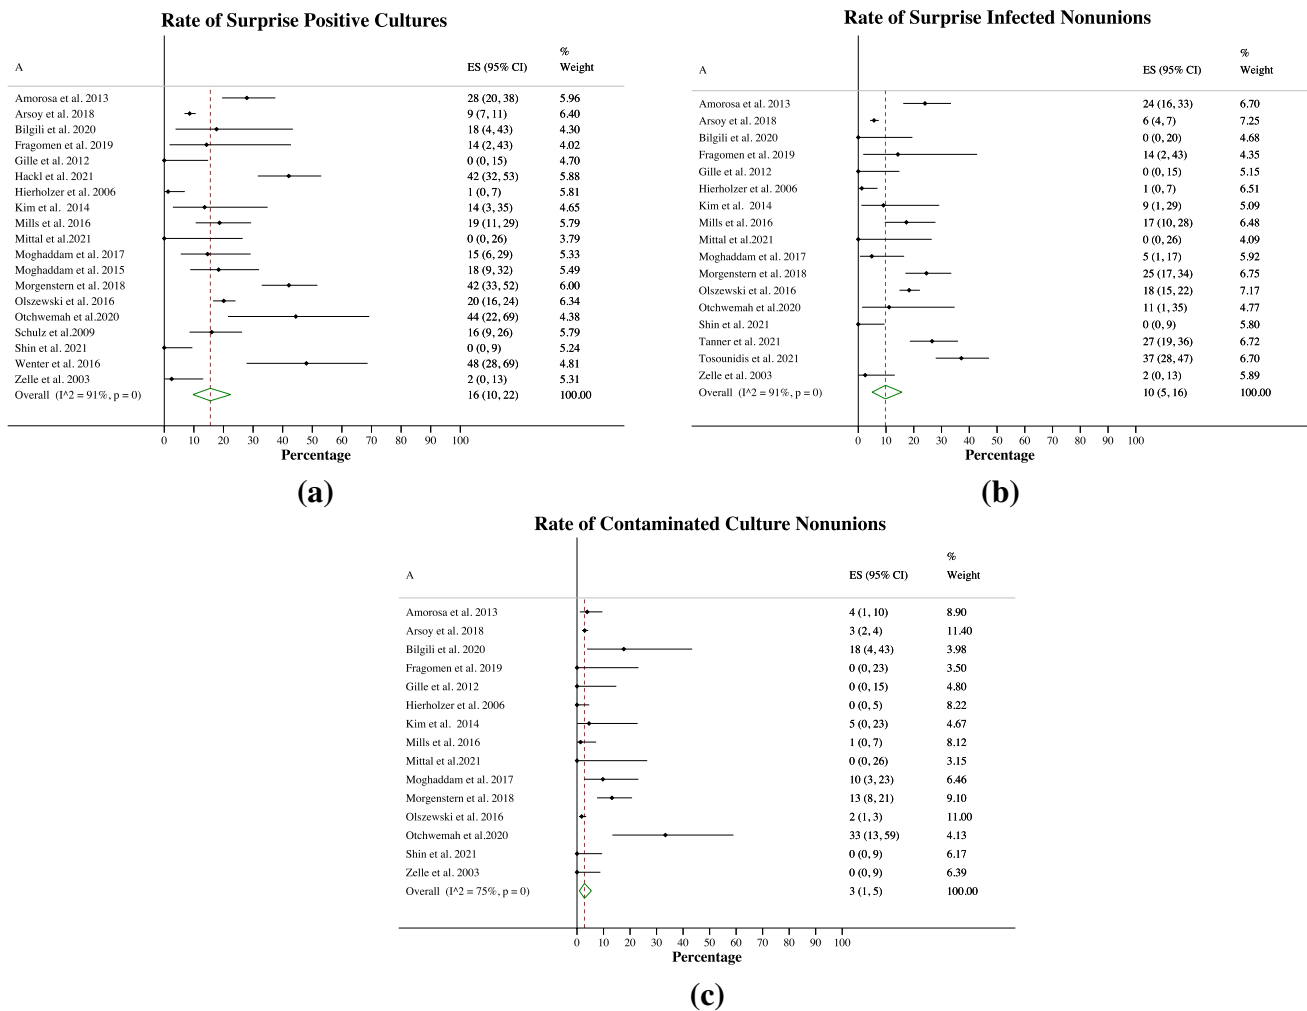 Rate of Surprise Positive Cultures
%
A ES (95% CI) Weight
Amorosa et al. 2013 28 (20, 38) 5.96
Arsoy et al. 2018 9 (7, 11) 6.40
Bilgili et al. 2020 18 (4, 43) 4.30
Fragomen et al. 2019 14 (2, 43) 4.02
Gille et al. 2012 0 (0, 15) 4.70
Hackl et al. 2021 42 (32, 53) 5.88
Hierholzer et al. 2006 1 (0, 7) 5.81
Kim et al. 2014 14 (3, 35) 4.65
Mills et al. 2016 19 (11, 29) 5.79
Mittal et al.2021 0 (0, 26) 3.79
Moghaddam et al. 2017 15 (6, 29) 5.33
Moghaddam et al. 2015 18 (9, 32) 5.49
Morgenstern et al. 2018 42 (33, 52) 6.00
Olszewski et al. 2016 20 (16, 24) 6.34
Otchwemah et al.2020 44 (22, 69) 4.38
Schulz et al.2009 16 (9, 26) 5.79
Shin et al. 2021 0 (0, 9) 5.24
Wenter et al. 2016 48 (28, 69) 4.81
Zelle et al. 2003 2 (0, 13) 5.31
Overall (I^2 = 91%, p = 0) 16 (10, 22) 100.00
0 10 20 30 40 50 60 70 80 90 100
Percentage
(a)
Rate of Surprise Infected Nonunions
%
A ES (95% CI) Weight
Amorosa et al. 2013 24 (16, 33) 6.70
Arsoy et al. 2018 6 (4, 7) 7.25
Bilgili et al. 2020 0 (0, 20) 4.68
Fragomen et al. 2019 14 (2, 43) 4.35
Gille et al. 2012 0 (0, 15) 5.15
Hierholzer et al. 2006 1 (0, 7) 6.51
Kim et al. 2014 9 (1, 29) 5.09
Mills et al. 2016 17 (10, 28) 6.48
Mittal et al.2021 0 (0, 26) 4.09
Moghaddam et al. 2017 5 (1, 17) 5.92
Morgenstern et al. 2018 25 (17, 34) 6.75
Olszewski et al. 2016 18 (15, 22) 7.17
Otchwemah et al.2020 11 (1, 35) 4.77
Shin et al. 2021 0 (0, 9) 5.80
Tanner et al. 2021 27 (19, 36) 6.72
Tosounidis et al. 2021 37 (28, 47) 6.70
Zelle et al. 2003 2 (0, 13) 5.89
Overall (I^2 = 91%, p = 0) 10 (5, 16) 100.00
0 10 20 30 40 50 60 70 80 90 100
Percentage
(b)
Rate of Contaminated Culture Nonunions
%
A ES (95% CI) Weight
Amorosa et al. 2013 4 (1, 10) 8.90
Arsoy et al. 2018 3 (2, 4) 11.40
Bilgili et al. 2020 18 (4, 43) 3.98
Fragomen et al. 2019 0 (0, 23) 3.50
Gille et al. 2012 0 (0, 15) 4.80
Hierholzer et al. 2006 0 (0, 5) 8.22
Kim et al. 2014 5 (0, 23) 4.67
Mills et al. 2016 1 (0, 7) 8.12
Mittal et al.2021 0 (0, 26) 3.15
Moghaddam et al. 2017 10 (3, 23) 6.46
Morgenstern et al. 2018 13 (8, 21) 9.10
Olszewski et al. 2016 2 (1, 3) 11.00
Otchwemah et al.2020 33 (13, 59) 4.13
Shin et al. 2021 0 (0, 9) 6.17
Zelle et al. 2003 0 (0, 9) 6.39
Overall (I^2 = 75%, p = 0) 3 (1, 5) 100.00
0 10 20 30 40 50 60 70 80 90 100
Percentage
(c)